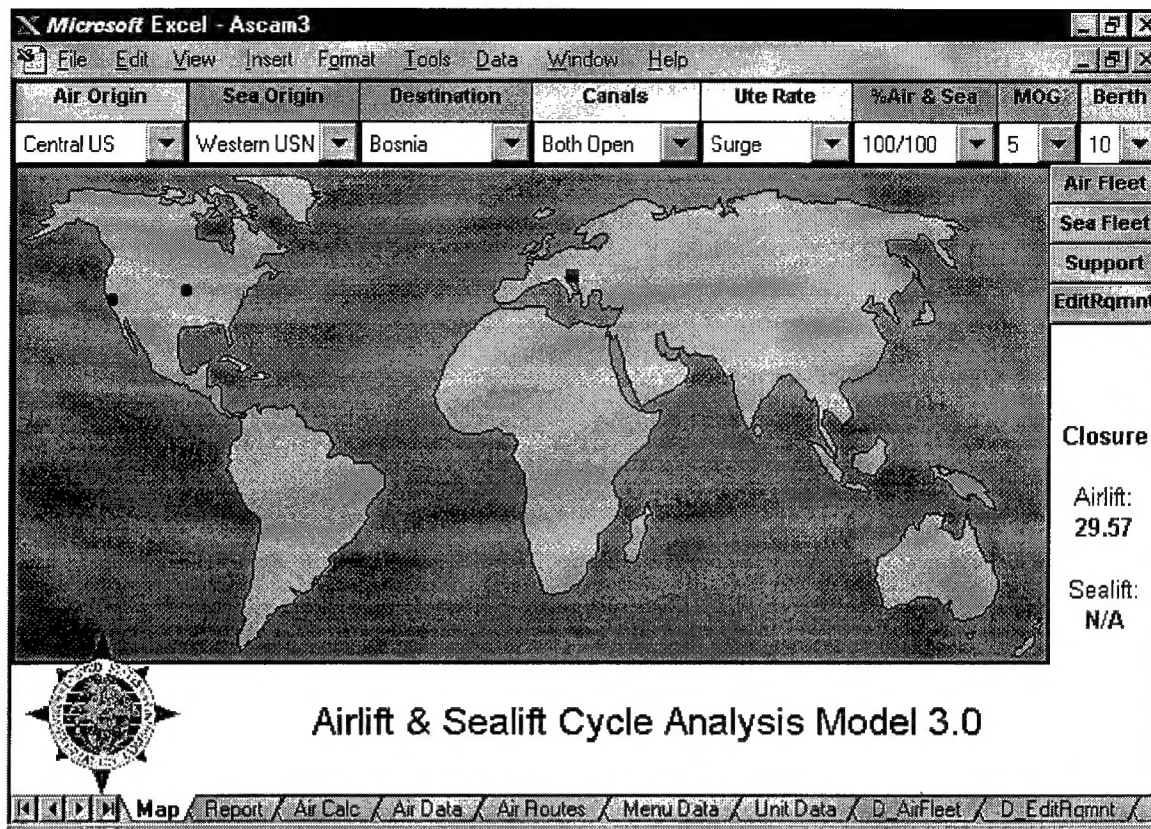 X Microsoft Excel - Ascam3
File Edit View Insert Format Tools Data Window Help
Air Origin Sea Origin Destination Canals Ute Rate %Air & Sea MOG Berth
Central US Western USN Bosnia Both Open Surge 100/100 5 10
Air Fleet
Sea Fleet
Support
EditRqmnt
Closure
Airlift:
29.57
Sealift:
N/A
Airlift & Sealift Cycle Analysis Model 3.0
Map Report Air Calc Air Data Air Routes Menu Data Unit Data D_AirFleet D_EditRqmnt